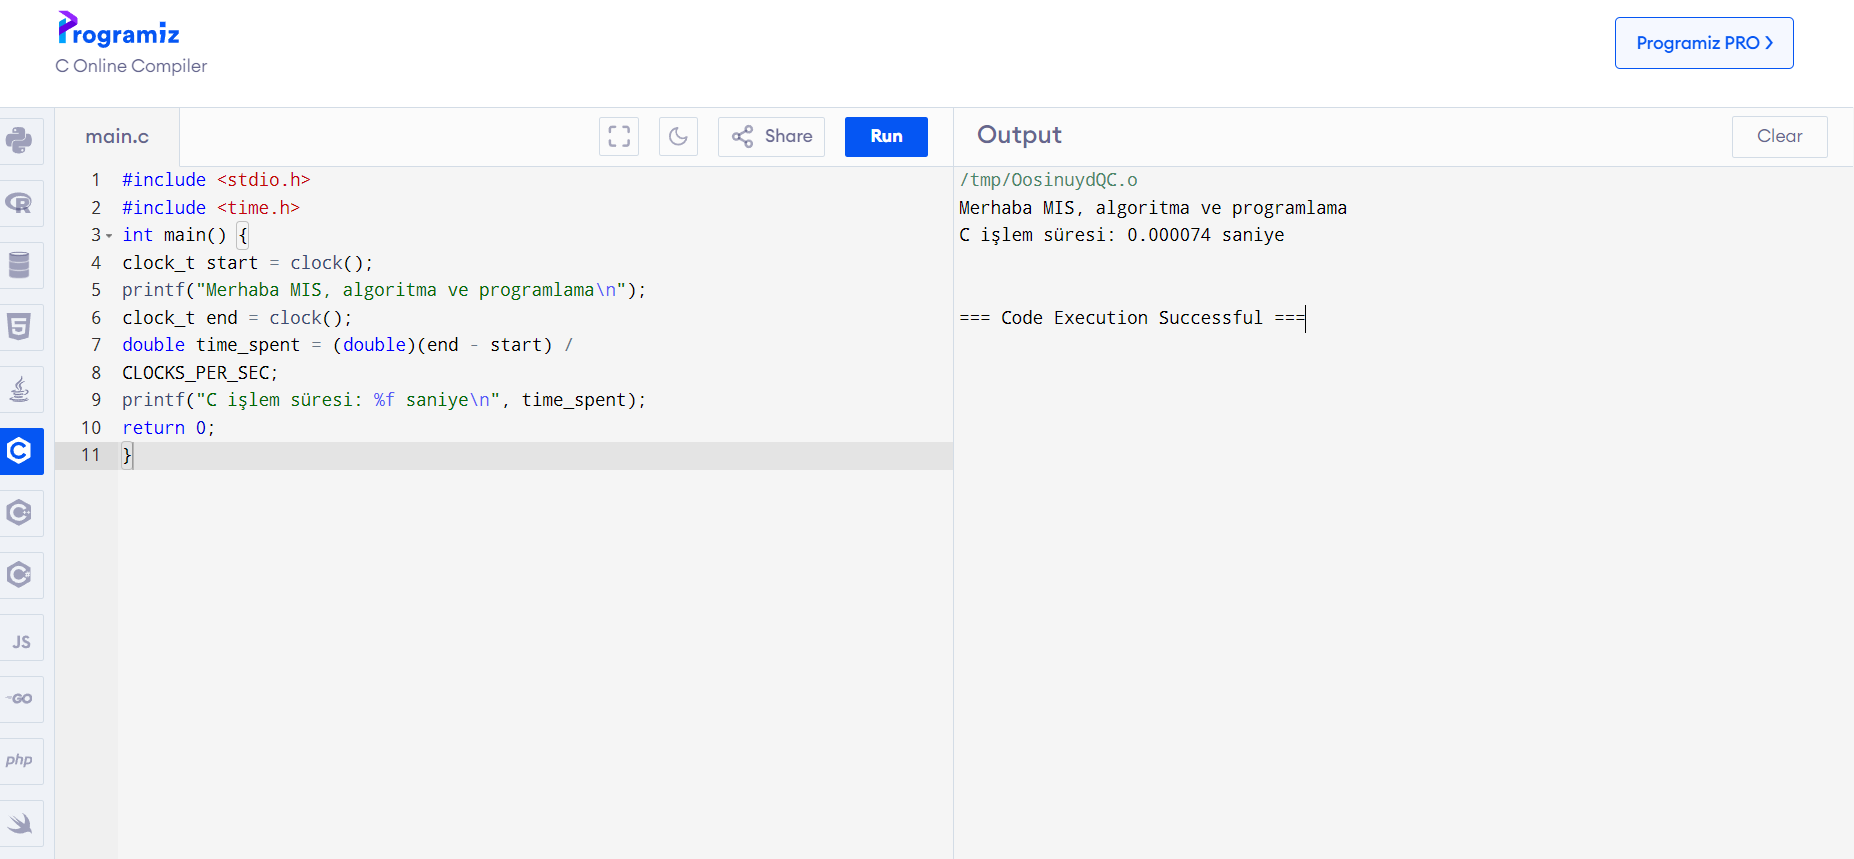 Programiz
C Online Compiler
Programiz PRO
main.c
Share
Run
Output
Clear
1 #include <stdio.h>
2 #include <time.h>
3 int main() {
4 clock_t start = clock();
5 printf("Merhaba MIS, algoritma ve programlama\n");
6 clock_t end = clock();
7 double time_spent = (double)(end - start) /
8 CLOCKS_PER_SEC;
9 printf("C işlem süresi: %f saniye\n", time_spent);
10 return 0;
11 }
/tmp/OosinuydQC.o
Merhaba MIS, algoritma ve programlama
C işlem süresi: 0.000074 saniye
=== Code Execution Successful ===
R
5
C
C
C
JS
GO
php